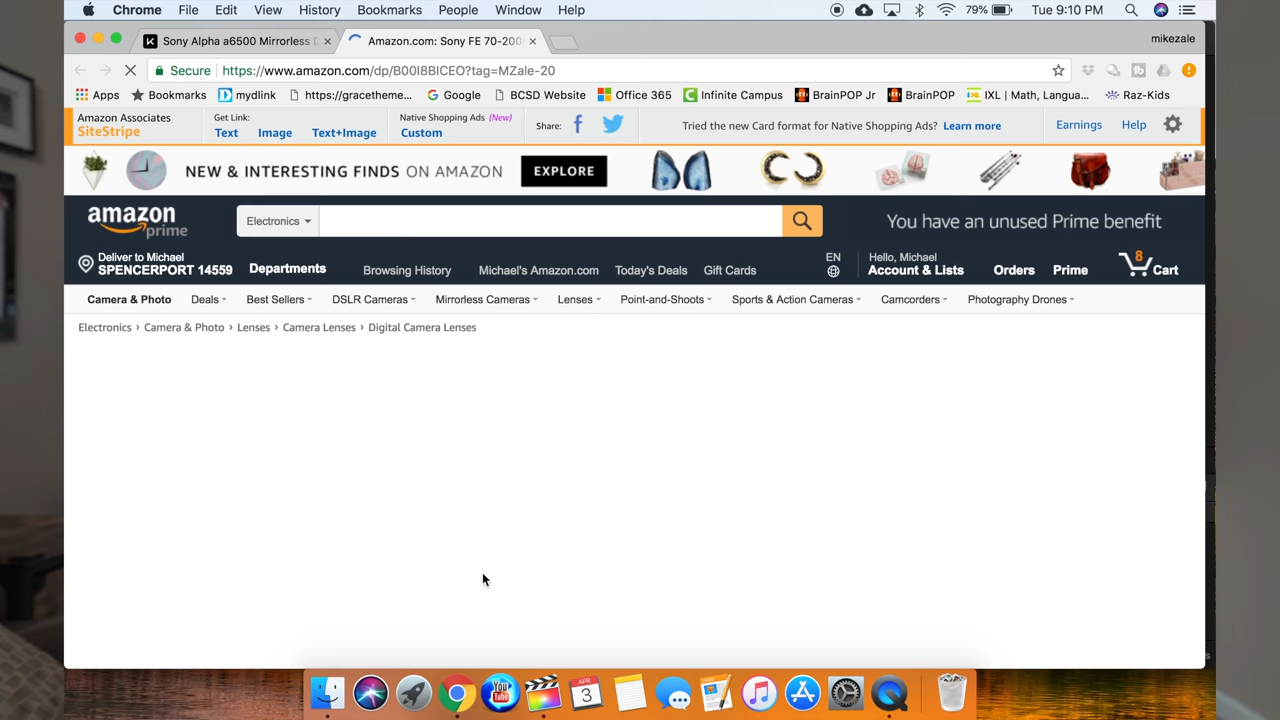 Chrome File Edit View History Bookmarks People Window Help 79% Tue 9:10 PM
Sony Alpha a6500 Mirrorless D × Amazon.com: Sony FE 70-200 × mikezale
Secure https://www.amazon.com/dp/B00I8BICEO?tag=MZale-20
Apps Bookmarks mydlink https://gracetheme... Google BCSD Website Office 365 Infinite Campus BrainPOP Jr BrainPOP IXL | Math, Langua... Raz-Kids
Amazon Associates
SiteStripe
Get Link:
Text Image Text+Image
Native Shopping Ads (New)
Custom
Share:
Tried the new Card format for Native Shopping Ads? Learn more
Earnings Help
NEW & INTERESTING FINDS ON AMAZON EXPLORE
amazon
prime
Electronics
You have an unused Prime benefit
Deliver to Michael
SPENCERPORT 14559
Departments Browsing History Michael's Amazon.com Today's Deals Gift Cards
EN
Hello, Michael
Account & Lists
Orders Prime
8
Cart
Camera & Photo Deals Best Sellers DSLR Cameras Mirrorless Cameras Lenses Point-and-Shoots Sports & Action Cameras Camcorders Photography Drones
Electronics › Camera & Photo › Lenses › Camera Lenses › Digital Camera Lenses
You
Tube
APR
3